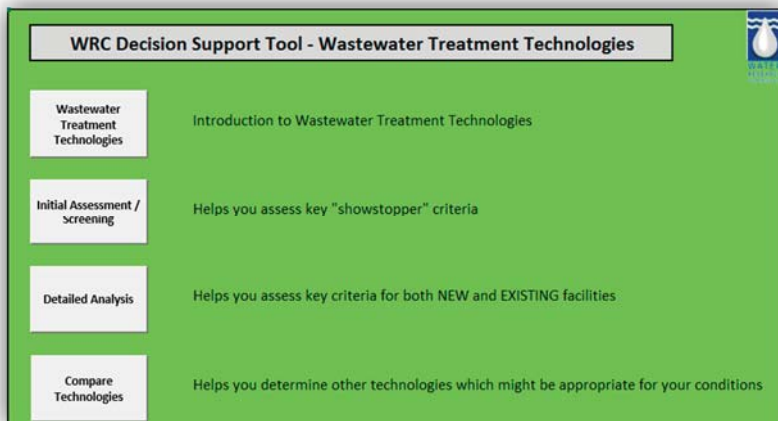 WRC Decision Support Tool - Wastewater Treatment Technologies
WATER
Wastewater
Treatment
Technologies
Introduction to Wastewater Treatment Technologies
Initial Assessment /
Screening
Helps you assess key "showstopper" criteria
Detailed Analysis
Helps you assess key criteria for both NEW and EXISTING facilities
Compare
Technologies
Helps you determine other technologies which might be appropriate for your conditions